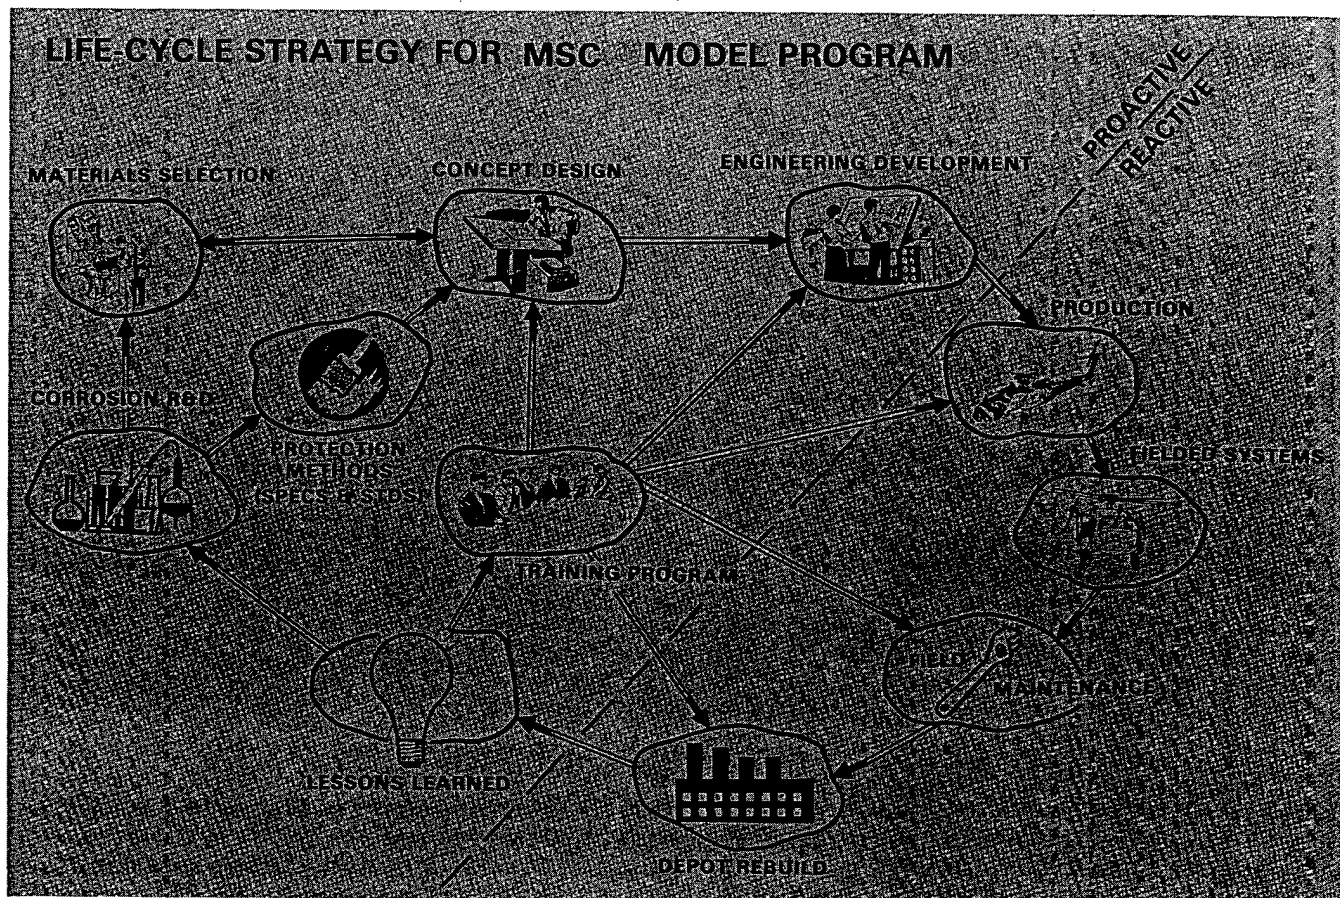 LIFE-CYCLE STRATEGY FOR MSC MODEL PROGRAM
PROACTIVE
REACTIVE
MATERIALS SELECTION
CONCEPT DESIGN
ENGINEERING DEVELOPMENT
PRODUCTION
CORROSION R&D
PROTECTION
METHODS
(SPECS & STDS)
FIELDED SYSTEMS
TRAINING PROGRAM
FIELD
MAINTENANCE
LESSONS LEARNED
DEPOT REBUILD